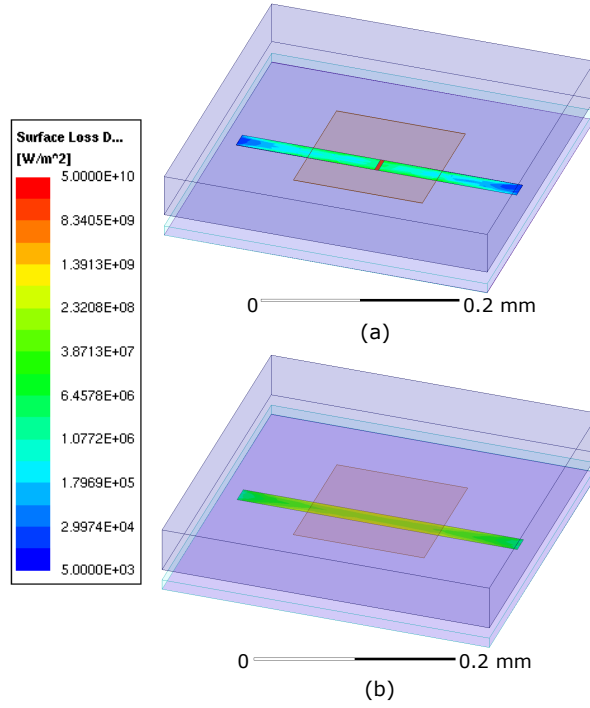 Surface Loss D...
[W/m^2]
5.0000E+10
8.3405E+09
1.3913E+09
2.3208E+08
3.8713E+07
6.4578E+06
1.0772E+06
1.7969E+05
2.9974E+04
5.0000E+03
0 0.2 mm
(a)
0 0.2 mm
(b)